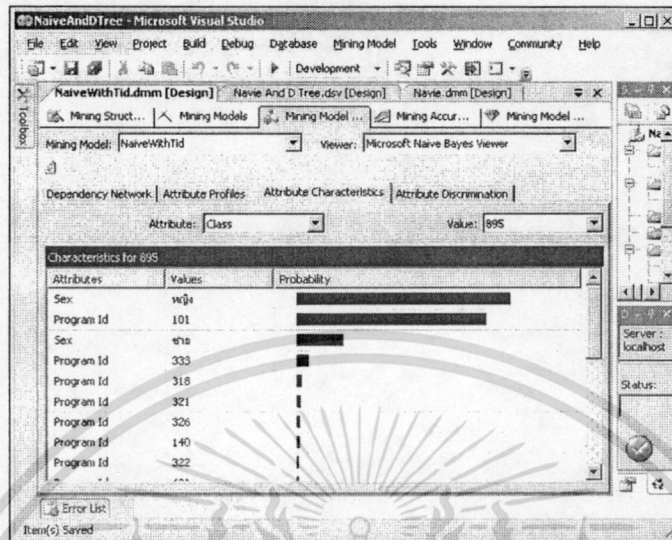 NaiveAndDTree - Microsoft Visual Studio
File Edit View Project Build Debug Database Mining Model Tools Window Community Help
Development
NaiveWithTid.dmm [Design] Navie And D Tree.dsv [Design] Navie.dmm [Design]
Toolbox
Mining Struct... Mining Models Mining Model ... Mining Accur... Mining Model ...
Mining Model: NaiveWithTid Viewer: Microsoft Naive Bayes Viewer
Dependency Network Attribute Profiles Attribute Characteristics Attribute Discrimination
Attribute: Class Value: 895
Characteristics for 895
Attributes Values Probability
Sex หญิง
Program Id 101
Sex ชาย
Program Id 333
Program Id 318
Program Id 321
Program Id 326
Program Id 140
Program Id 322
Server :
localhost
Status:
Error List
Item(s) Saved